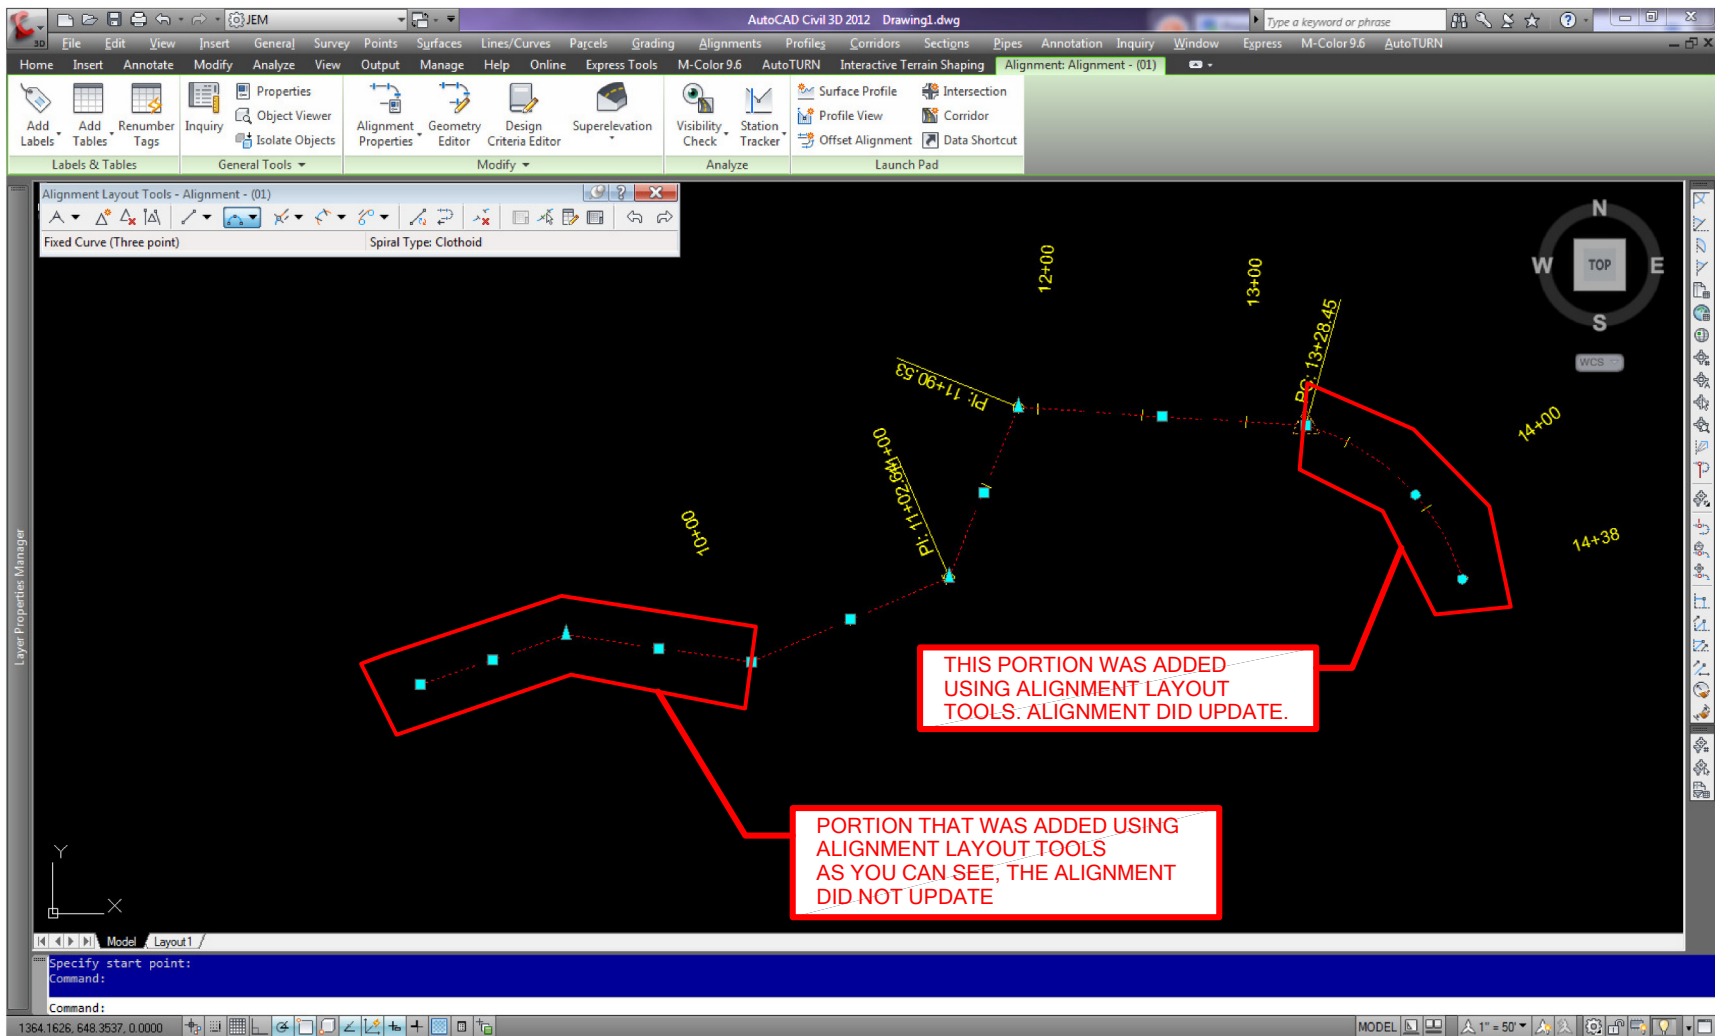 JEM
AutoCAD Civil 3D 2012 Drawing1.dwg
Type a keyword or phrase
3D File Edit View Insert General Survey Points Surfaces Lines/Curves Parcels Grading Alignments Profiles Corridors Sections Pipes Annotation Inquiry Window Express M-Color 9.6 AutoTURN
Home Insert Annotate Modify Analyze View Output Manage Help Online Express Tools M-Color 9.6 AutoTURN Interactive Terrain Shaping Alignment: Alignment - (01)
Add Labels
Add Tables
Renumber Tags
Labels & Tables
Inquiry
Properties
Object Viewer
Isolate Objects
General Tools
Alignment Properties
Geometry Editor
Design Criteria Editor
Superelevation
Modify
Visibility Check
Station Tracker
Analyze
Surface Profile
Profile View
Offset Alignment
Intersection
Corridor
Data Shortcut
Launch Pad
Layer Properties Manager
Alignment Layout Tools - Alignment - (01)
Fixed Curve (Three point)
Spiral Type: Clothoid
N
W
TOP
E
S
WCS
12+00
13+00
PC: 13+28.45
PI: 11+90.53
14+00
PI: 11+02.64
11+00
10+00
14+38
THIS PORTION WAS ADDED
USING ALIGNMENT LAYOUT
TOOLS. ALIGNMENT DID UPDATE.
PORTION THAT WAS ADDED USING
ALIGNMENT LAYOUT TOOLS
AS YOU CAN SEE, THE ALIGNMENT
DID NOT UPDATE
Y
X
Model Layout1
Specify start point:
Command:
Command:
1364.1626, 648.3537, 0.0000
MODEL
1" = 50'